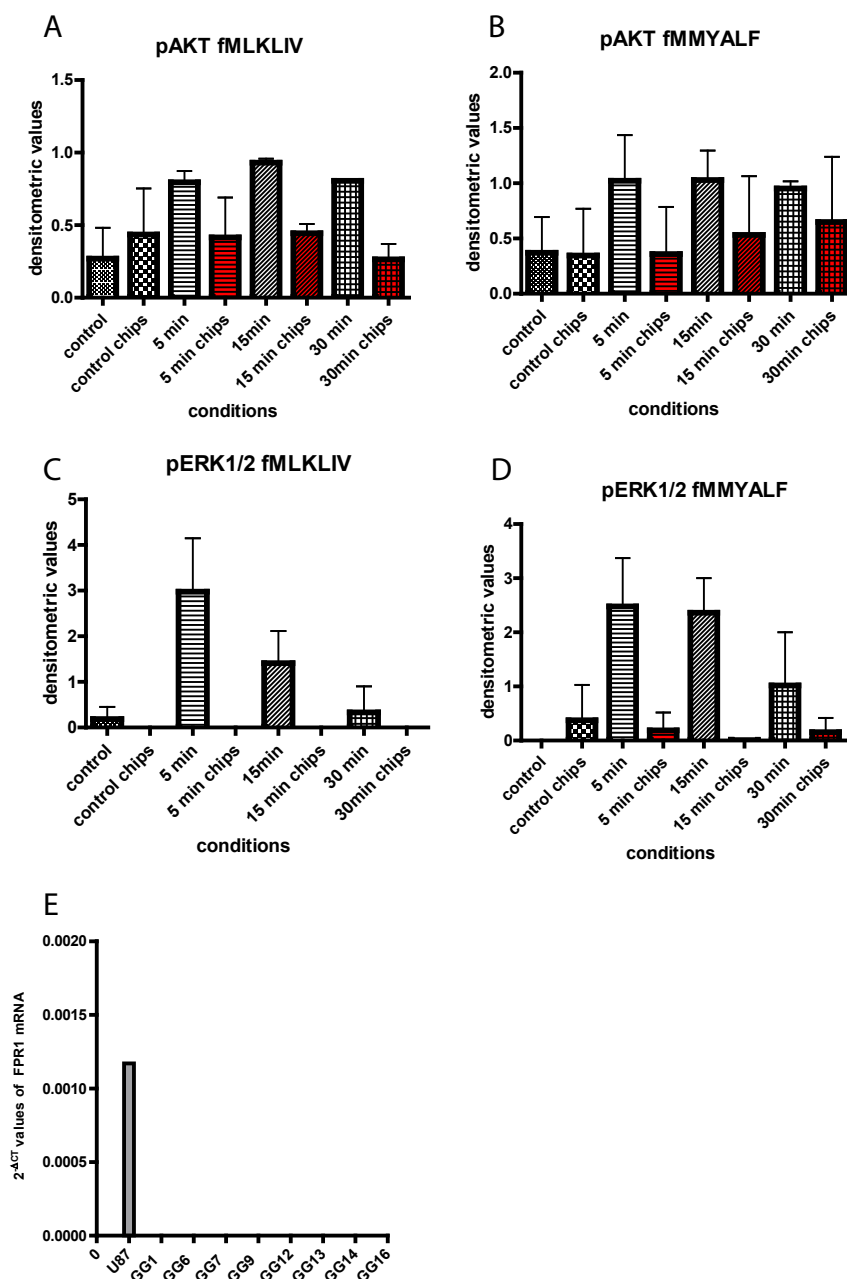 A
pAKT fMLKLIV
densitometric values
1.5
1.0
0.5
0.0
control
control chips
5 min
5 min chips
15min
15 min chips
30 min
30min chips
conditions
B
pAKT fMMYALF
densitometric values
2.0
1.5
1.0
0.5
0.0
control
control chips
5 min
5 min chips
15min
15 min chips
30 min
30min chips
conditions
C
pERK1/2 fMLKLIV
densitometric values
5
4
3
2
1
0
control
control chips
5 min
5 min chips
15min
15 min chips
30 min
30min chips
conditions
D
pERK1/2 fMMYALF
densitometric values
4
3
2
1
0
control
control chips
5 min
5 min chips
15min
15 min chips
30 min
30min chips
conditions
E
2-ΔCT values of FPR1 mRNA
0.0020
0.0015
0.0010
0.0005
0.0000
0
U87
GG1
GG6
GG7
GG9
GG12
GG13
GG14
GG16